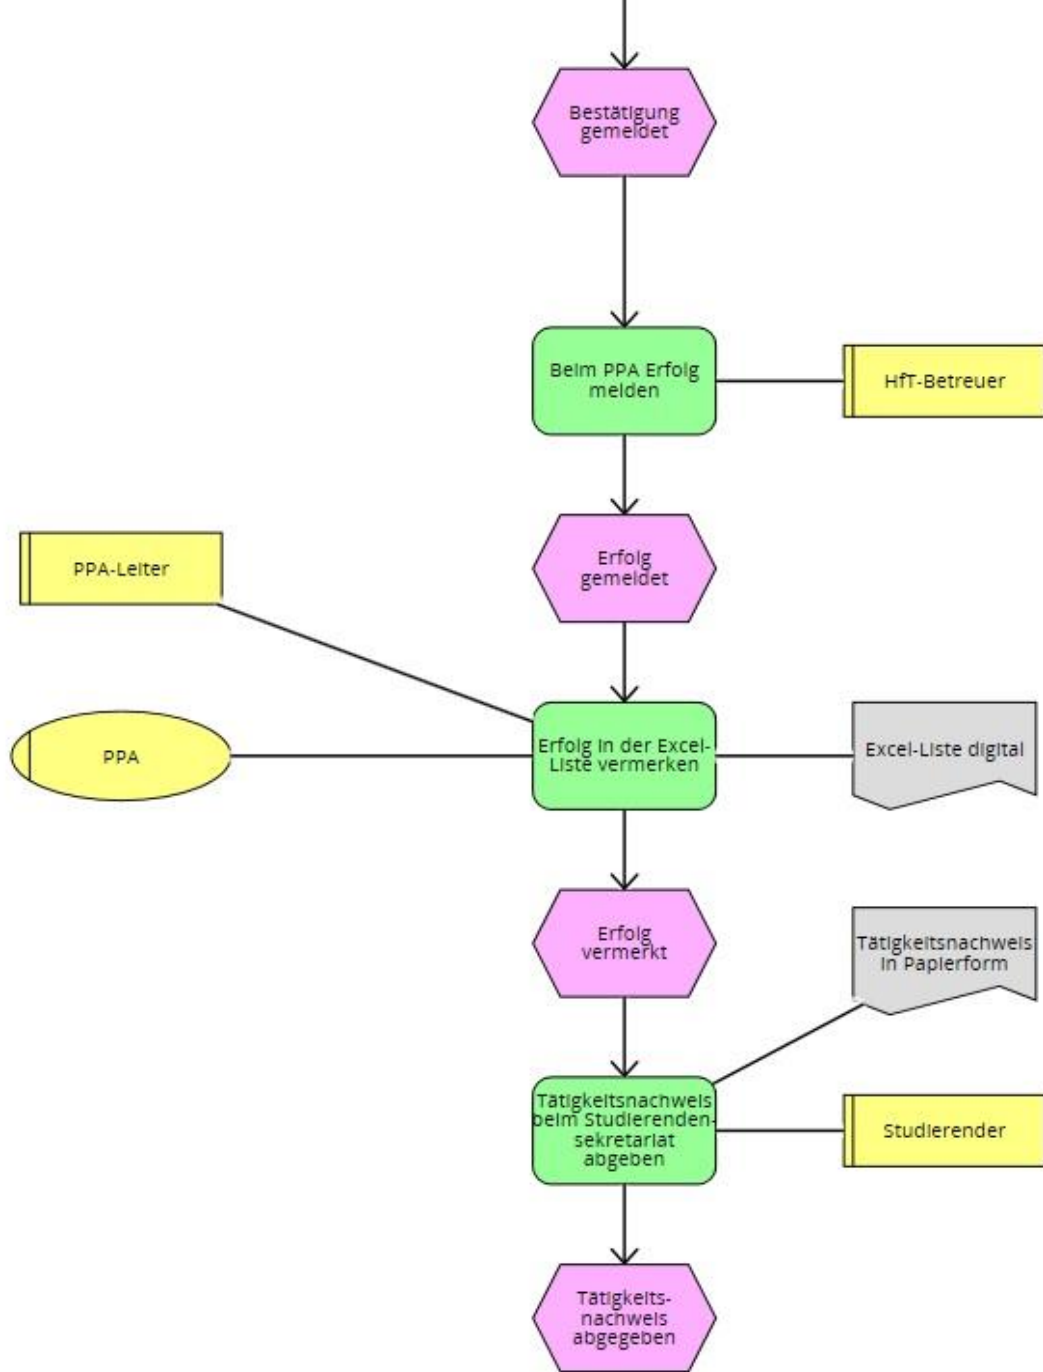 Bestätigung
gemeldet
Beim PPA Erfolg
melden
HfT-Betreuer
Erfolg
gemeldet
PPA-Leiter
PPA
Erfolg in der Excel-
Liste vermerken
Excel-Liste digital
Erfolg
vermerkt
Tätigkeitsnachweis
in Papierform
Tätigkeitsnachweis
beim Studierenden-
sekretariat
abgeben
Studierender
Tätigkeits-
nachweis
abgegeben